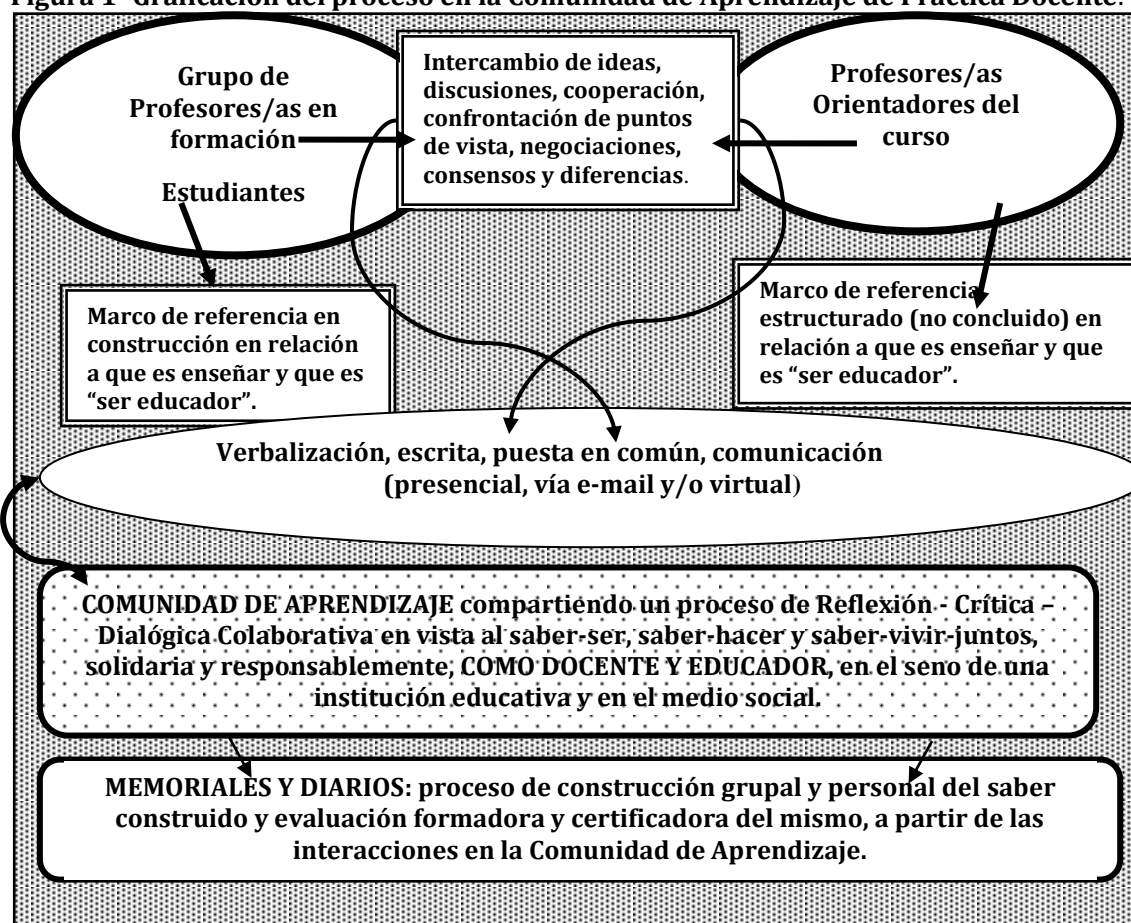 Figura 1- Graficación del proceso en la Comunidad de Aprendizaje de Práctica Docente.
Grupo de
Profesores/as en
formación
Estudiantes
Intercambio de ideas,
discusiones, cooperación,
confrontación de puntos
de vista, negociaciones,
consensos y diferencias.
Profesores/as
Orientadores del
curso
Marco de referencia en
construcción en relación
a que es enseñar y que es
“ser educador”.
Marco de referencia
estructurado (no concluido) en
relación a que es enseñar y que
es “ser educador”.
Verbalización, escrita, puesta en común, comunicación
(presencial, vía e-mail y/o virtual)
COMUNIDAD DE APRENDIZAJE compartiendo un proceso de Reflexión - Crítica –
Dialógica Colaborativa en vista al saber-ser, saber-hacer y saber-vivir-juntos,
solidaria y responsablemente, COMO DOCENTE Y EDUCADOR, en el seno de una
institución educativa y en el medio social.
MEMORIALES Y DIARIOS: proceso de construcción grupal y personal del saber
construido y evaluación formadora y certificadora del mismo, a partir de las
interacciones en la Comunidad de Aprendizaje.